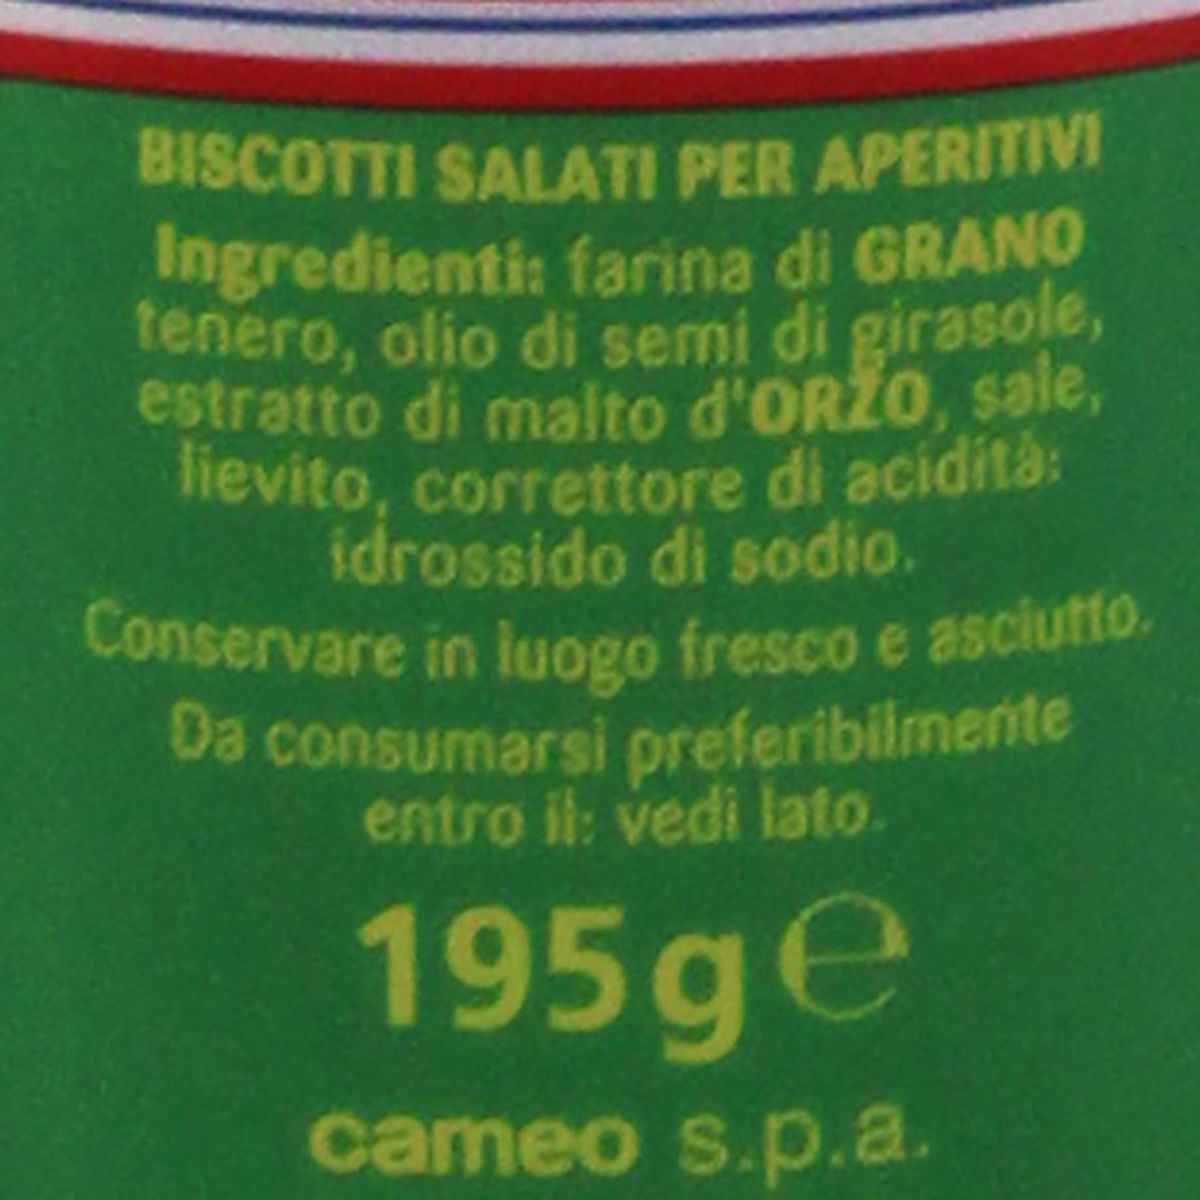 BISCOTTI SALATI PER APERITIVI
Ingredienti: farina di GRANO
tenero, olio di semi di girasole,
estratto di malto d'ORZO, sale,
lievito, correttore di acidità:
idrossido di sodio.
Conservare in luogo fresco e asciutto.
Da consumarsi preferibilmente
entro il: vedi lato.
195 g ℮
cameo s.p.a.